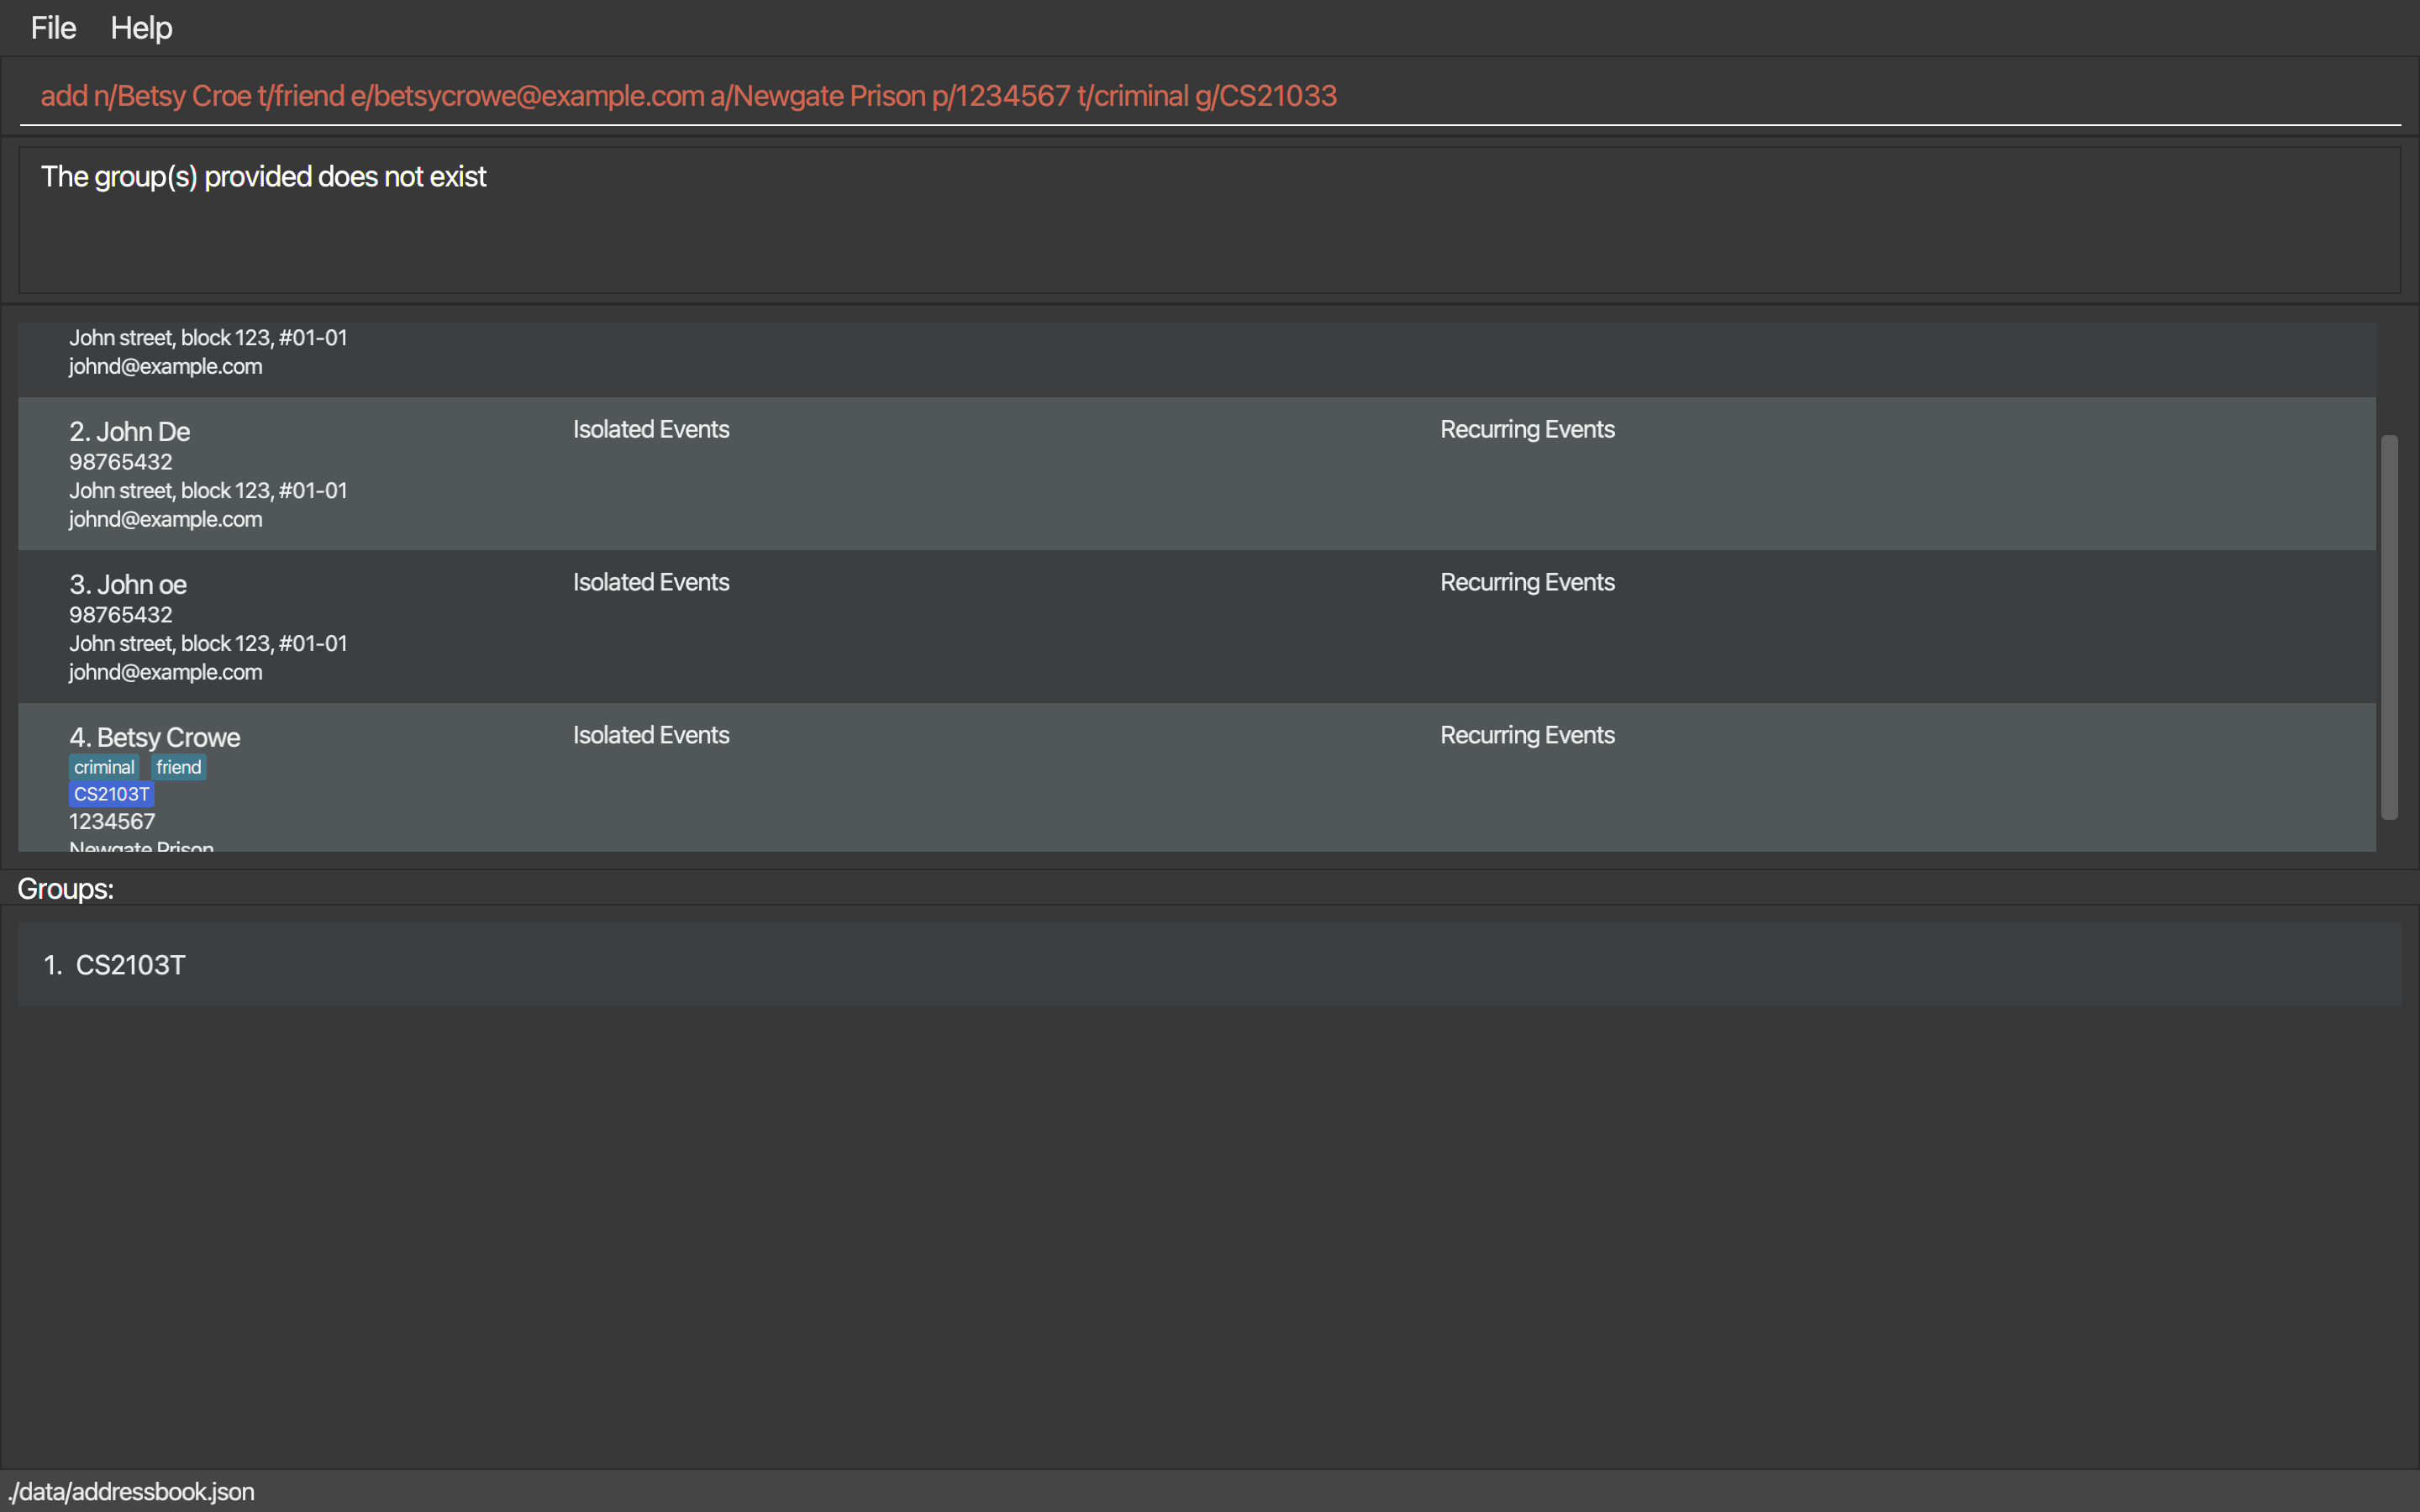 File Help
add n/Betsy Croe t/friend e/betsycrowe@example.com a/Newgate Prison p/1234567 t/criminal g/CS21033
The group(s) provided does not exist
John street, block 123, #01-01
johnd@example.com
2. John De Isolated Events Recurring Events
98765432
John street, block 123, #01-01
johnd@example.com
3. John oe Isolated Events Recurring Events
98765432
John street, block 123, #01-01
johnd@example.com
4. Betsy Crowe Isolated Events Recurring Events
criminal friend
CS2103T
1234567
Newgate Prison
Groups:
1. CS2103T
./data/addressbook.json